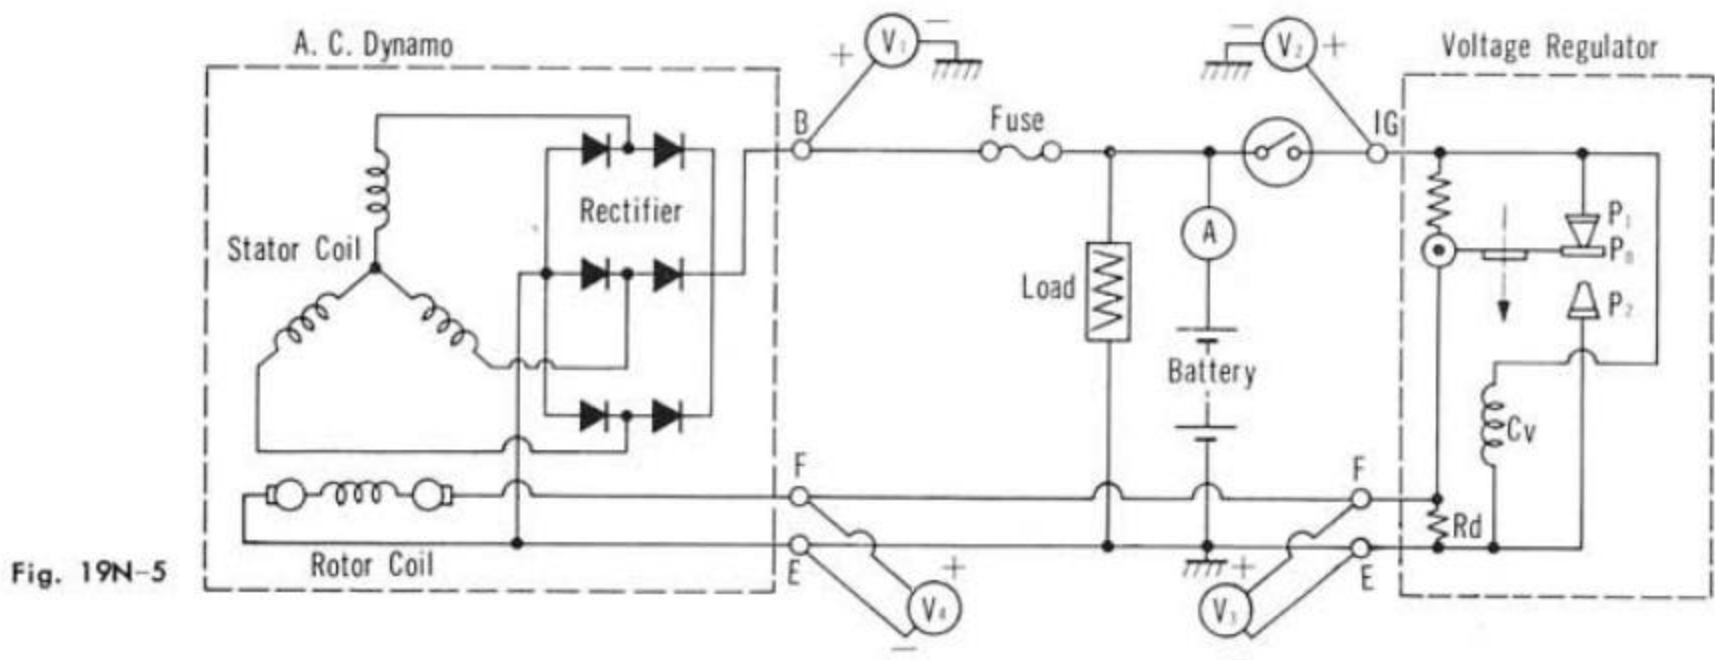 A. C. Dynamo
V₁
V₂
Voltage Regulator
+
−
−
+
B
Fuse
IG
Rectifier
P₁
Stator Coil
A
P₀
Load
P₂
Battery
Cv
F
F
Rd
Rotor Coil
E
E
Fig. 19N-5
+
V₄
−
+
V₃